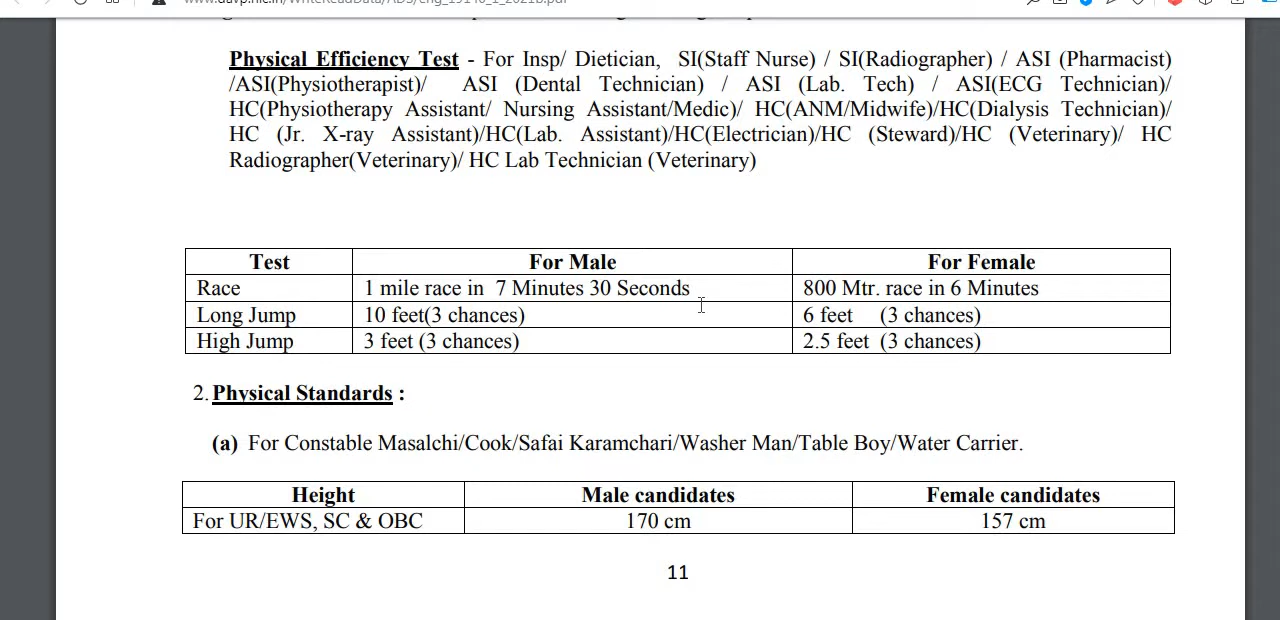 Physical Efficiency Test - For Insp/ Dietician, SI(Staff Nurse) / SI(Radiographer) / ASI (Pharmacist)
/ASI(Physiotherapist)/ ASI (Dental Technician) / ASI (Lab. Tech) / ASI(ECG Technician)/
HC(Physiotherapy Assistant/ Nursing Assistant/Medic)/ HC(ANM/Midwife)/HC(Dialysis Technician)/
HC (Jr. X-ray Assistant)/HC(Lab. Assistant)/HC(Electrician)/HC (Steward)/HC (Veterinary)/ HC
Radiographer(Veterinary)/ HC Lab Technician (Veterinary)
Test For Male For Female
Race 1 mile race in 7 Minutes 30 Seconds 800 Mtr. race in 6 Minutes
Long Jump 10 feet(3 chances) 6 feet (3 chances)
High Jump 3 feet (3 chances) 2.5 feet (3 chances)
2. Physical Standards :
(a) For Constable Masalchi/Cook/Safai Karamchari/Washer Man/Table Boy/Water Carrier.
Height Male candidates Female candidates
For UR/EWS, SC & OBC 170 cm 157 cm
11